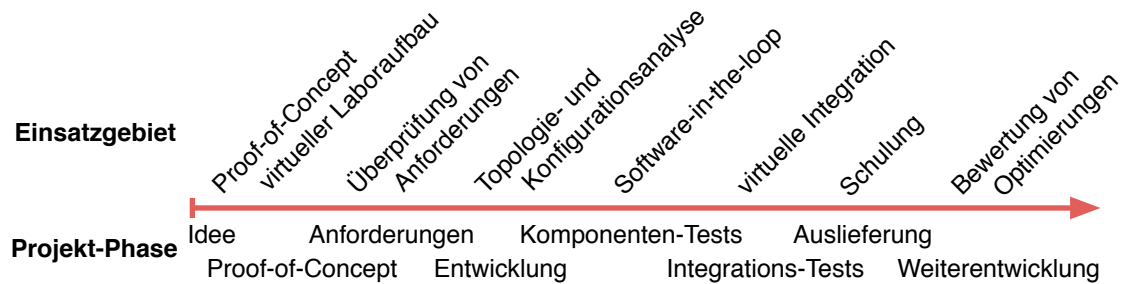 Einsatzgebiet
Proof-of-Concept
virtueller Laboraufbau
Überprüfung von
Anforderungen
Topologie- und
Konfigurationsanalyse
Software-in-the-loop
virtuelle Integration
Schulung
Bewertung von
Optimierungen
Projekt-Phase
Idee
Proof-of-Concept
Anforderungen
Entwicklung
Komponenten-Tests
Integrations-Tests
Auslieferung
Weiterentwicklung